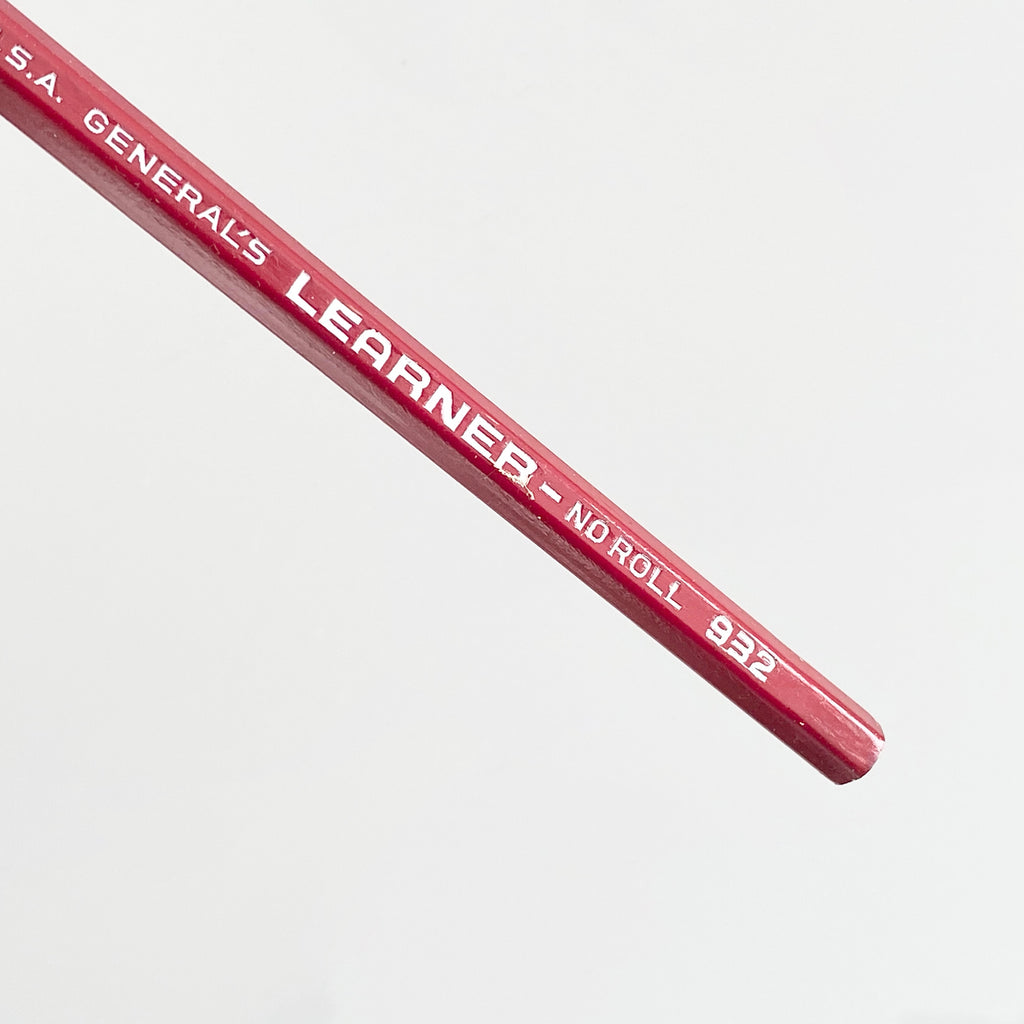 .S.A. GENERAL'S LEARNER - NO ROLL 932